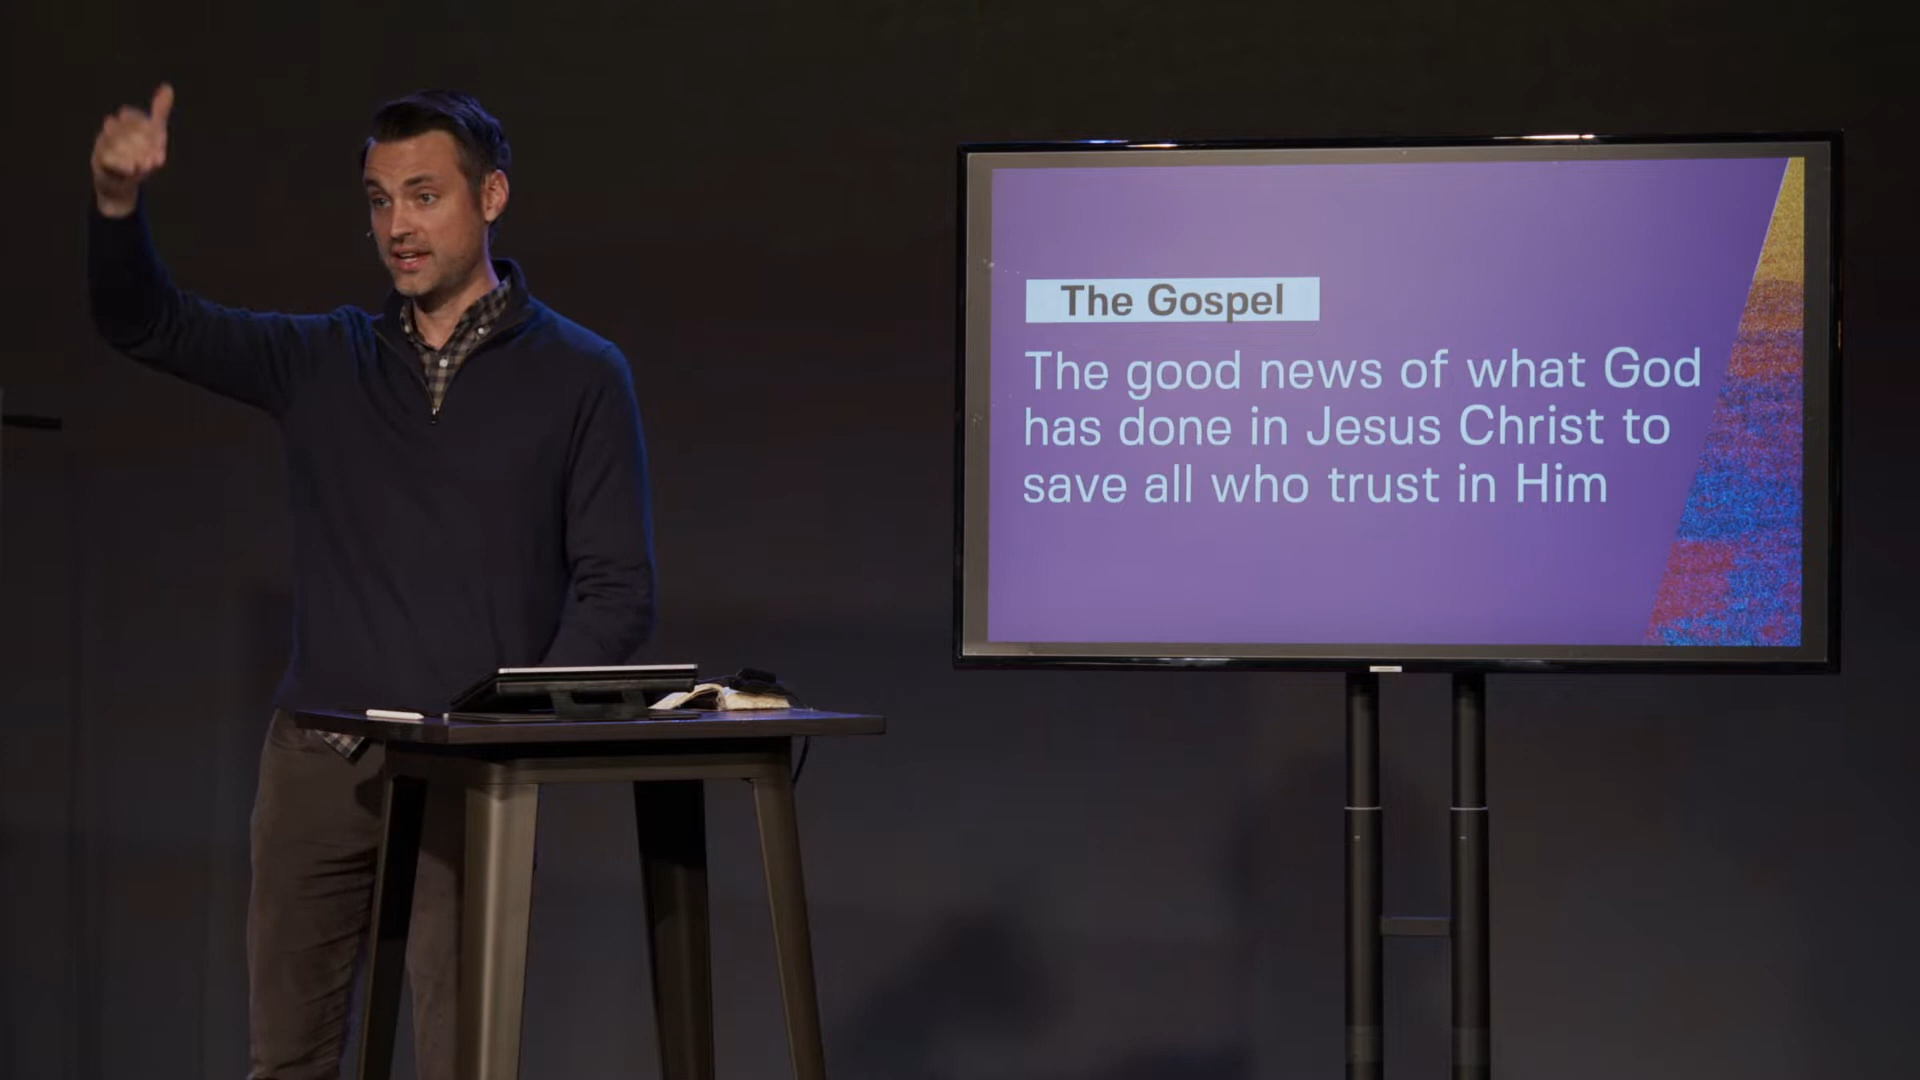 The Gospel
The good news of what God
has done in Jesus Christ to
save all who trust in Him